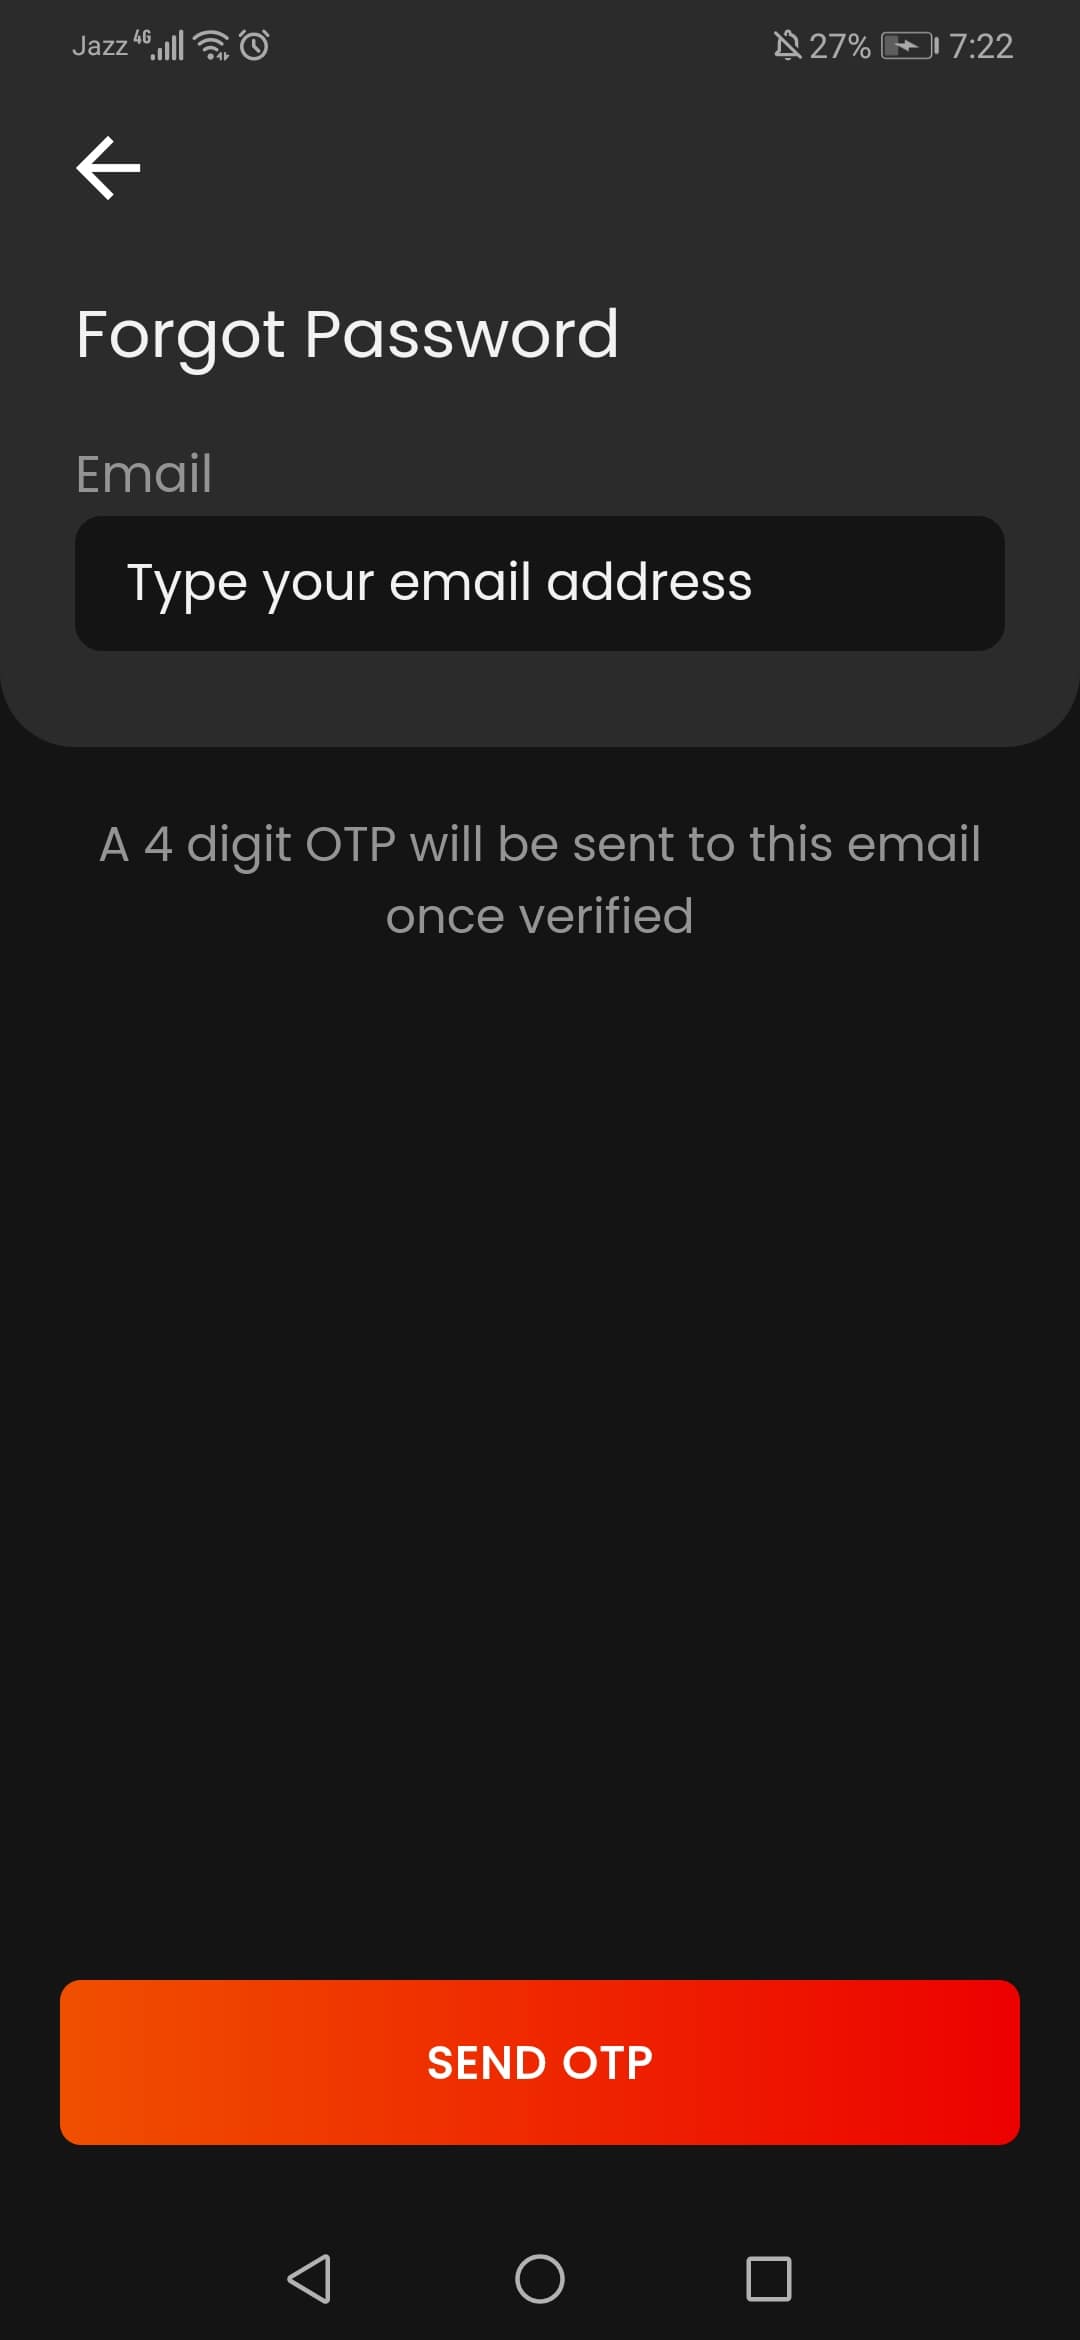 Jazz 4G 27% 7:22
Forgot Password
Email
Type your email address
A 4 digit OTP will be sent to this email
once verified
SEND OTP